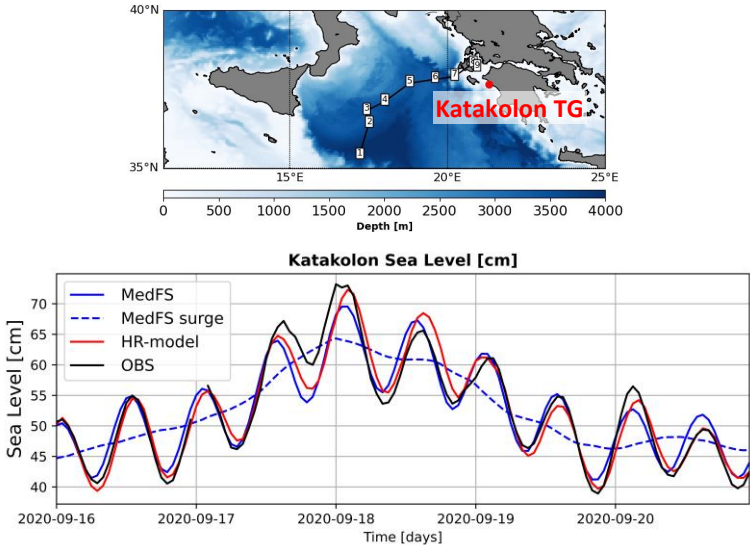 40°N
1
2
3
4
5
6
7
9
Katakolon TG
35°N
15°E
20°E
25°E
0 500 1000 1500 2000 2500 3000 3500 4000
Depth [m]
Katakolon Sea Level [cm]
MedFS
MedFS surge
HR-model
OBS
Sea Level [cm]
70
65
60
55
50
45
40
2020-09-16 2020-09-17 2020-09-18 2020-09-19 2020-09-20
Time [days]